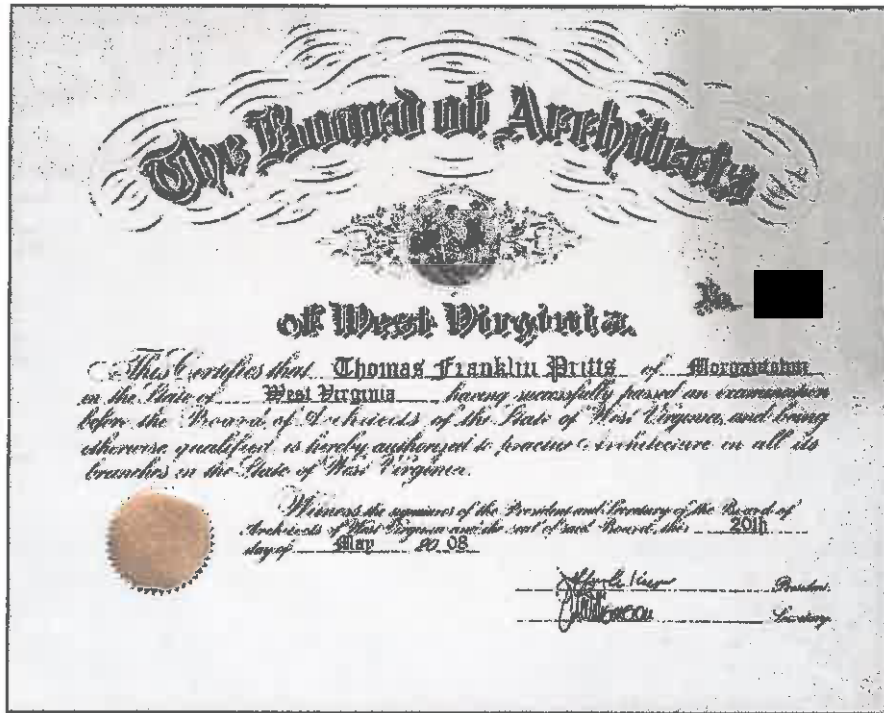 The Board of Architects
of West Virginia.
No.
This Certifies that Thomas Franklin Pritts of Morgantown
in the State of West Virginia, having successfully passed an examination
before the Board of Architects of the State of West Virginia, and being
otherwise qualified is hereby authorized to practice Architecture in all its
branches in the State of West Virginia.
Witness the signatures of the President and Secretary of the Board of
Architects of West Virginia and the seal of said Board, this 20th
day of May 20 08
President.
Secretary.